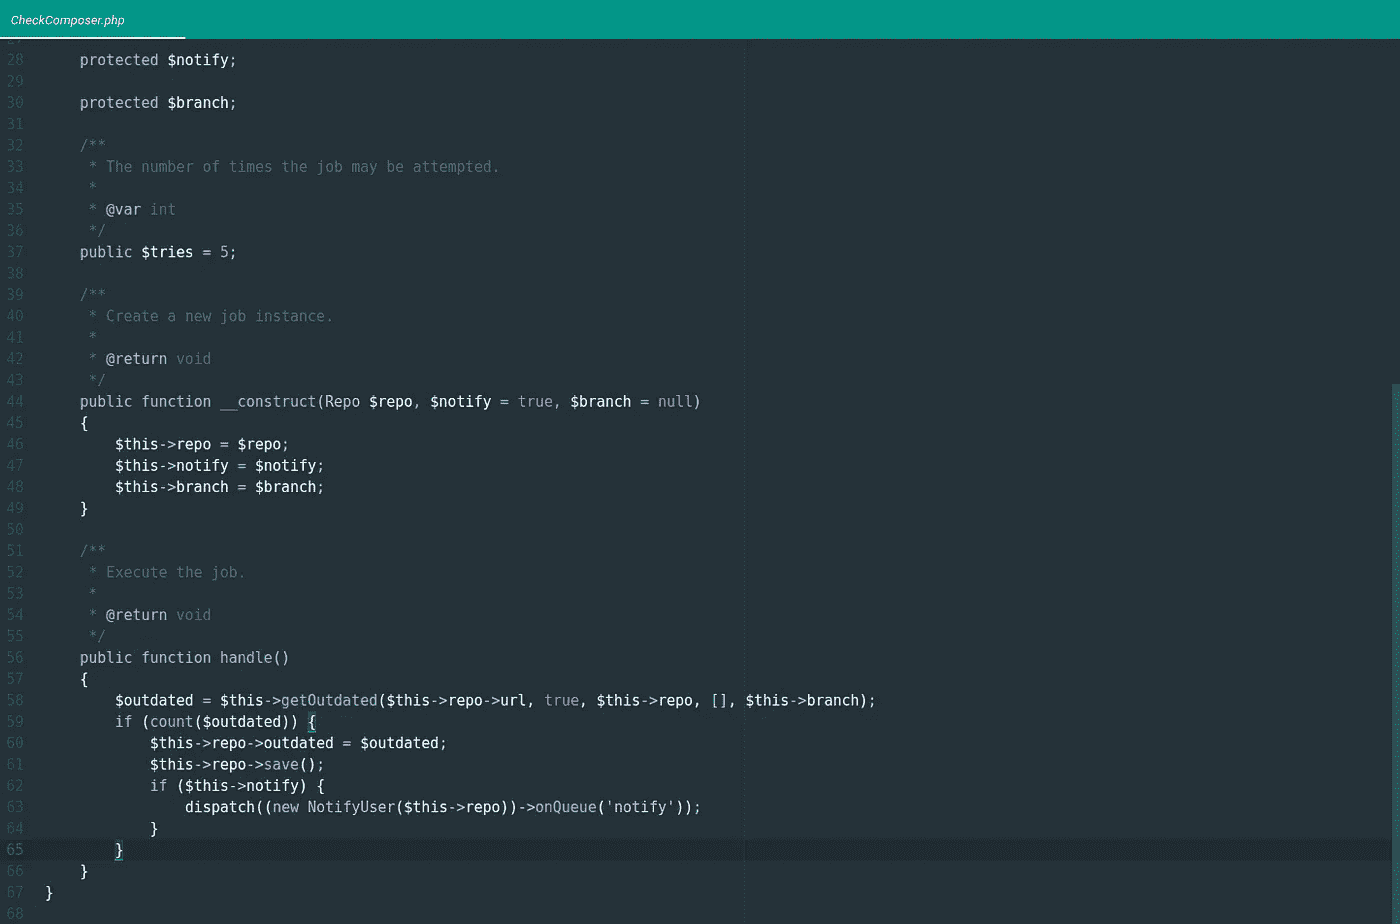 CheckComposer.php
27
28 protected $notify;
29
30 protected $branch;
31
32 /**
33 * The number of times the job may be attempted.
34 *
35 * @var int
36 */
37 public $tries = 5;
38
39 /**
40 * Create a new job instance.
41 *
42 * @return void
43 */
44 public function __construct(Repo $repo, $notify = true, $branch = null)
45 {
46 $this->repo = $repo;
47 $this->notify = $notify;
48 $this->branch = $branch;
49 }
50
51 /**
52 * Execute the job.
53 *
54 * @return void
55 */
56 public function handle()
57 {
58 $outdated = $this->getOutdated($this->repo->url, true, $this->repo, [], $this->branch);
59 if (count($outdated)) {
60 $this->repo->outdated = $outdated;
61 $this->repo->save();
62 if ($this->notify) {
63 dispatch((new NotifyUser($this->repo))->onQueue('notify'));
64 }
65 }
66 }
67 }
68